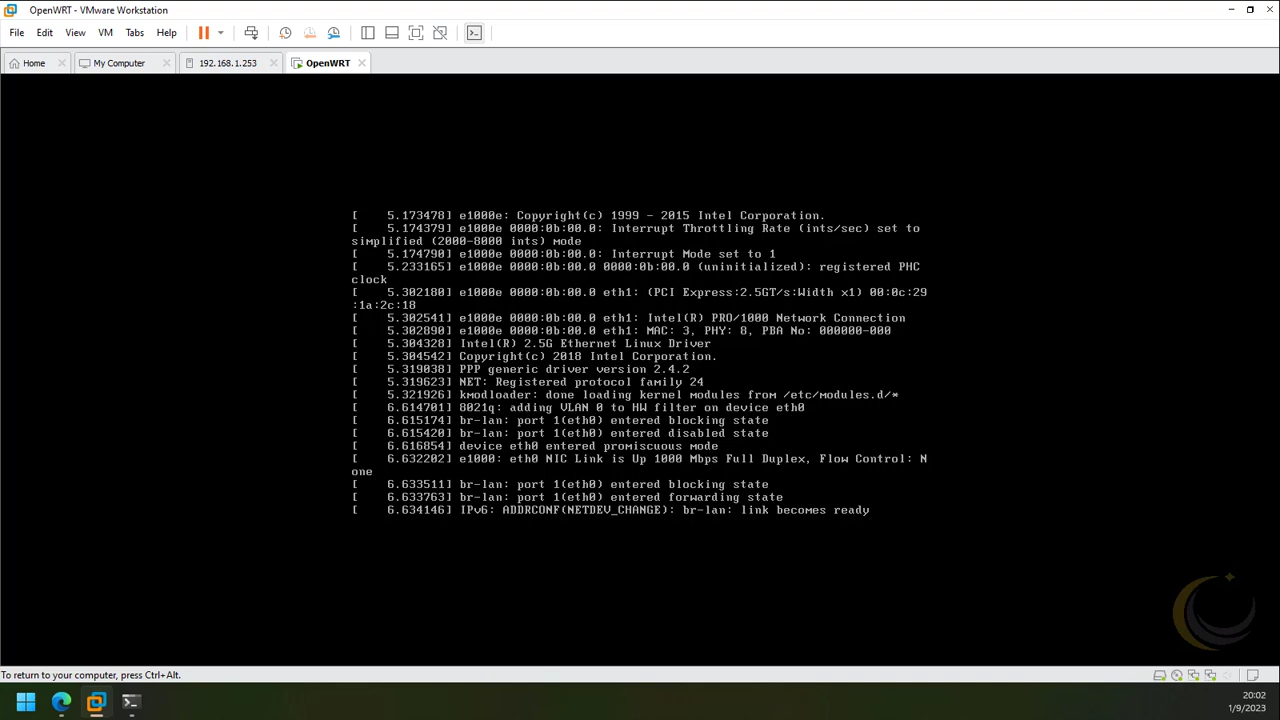 OpenWRT - VMware Workstation
File Edit View VM Tabs Help
Home My Computer 192.168.1.253 OpenWRT
[    5.173478] e1000e: Copyright(c) 1999 - 2015 Intel Corporation.
[    5.174379] e1000e 0000:0b:00.0: Interrupt Throttling Rate (ints/sec) set to
simplified (2000-8000 ints) mode
[    5.174790] e1000e 0000:0b:00.0: Interrupt Mode set to 1
[    5.233165] e1000e 0000:0b:00.0 0000:0b:00.0 (uninitialized): registered PHC
clock
[    5.302180] e1000e 0000:0b:00.0 eth1: (PCI Express:2.5GT/s:Width x1) 00:0c:29
:1a:2c:18
[    5.302541] e1000e 0000:0b:00.0 eth1: Intel(R) PRO/1000 Network Connection
[    5.302890] e1000e 0000:0b:00.0 eth1: MAC: 3, PHY: 8, PBA No: 000000-000
[    5.304328] Intel(R) 2.5G Ethernet Linux Driver
[    5.304542] Copyright(c) 2018 Intel Corporation.
[    5.319038] PPP generic driver version 2.4.2
[    5.319623] NET: Registered protocol family 24
[    5.321926] kmodloader: done loading kernel modules from /etc/modules.d/*
[    6.614701] 8021q: adding VLAN 0 to HW filter on device eth0
[    6.615174] br-lan: port 1(eth0) entered blocking state
[    6.615420] br-lan: port 1(eth0) entered disabled state
[    6.616854] device eth0 entered promiscuous mode
[    6.632202] e1000: eth0 NIC Link is Up 1000 Mbps Full Duplex, Flow Control: N
one
[    6.633511] br-lan: port 1(eth0) entered blocking state
[    6.633763] br-lan: port 1(eth0) entered forwarding state
[    6.634146] IPv6: ADDRCONF(NETDEV_CHANGE): br-lan: link becomes ready
To return to your computer, press Ctrl+Alt.
20:02
1/9/2023